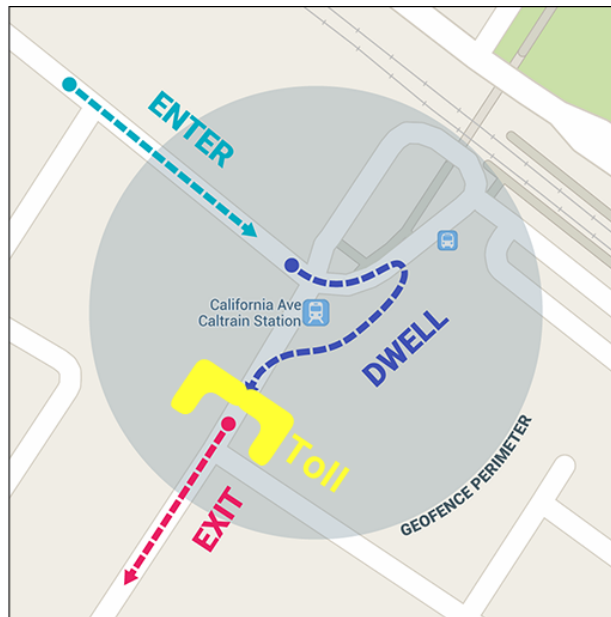 ENTER
California Ave
Caltrain Station
DWELL
Toll
EXIT
GEOFENCE PERIMETER